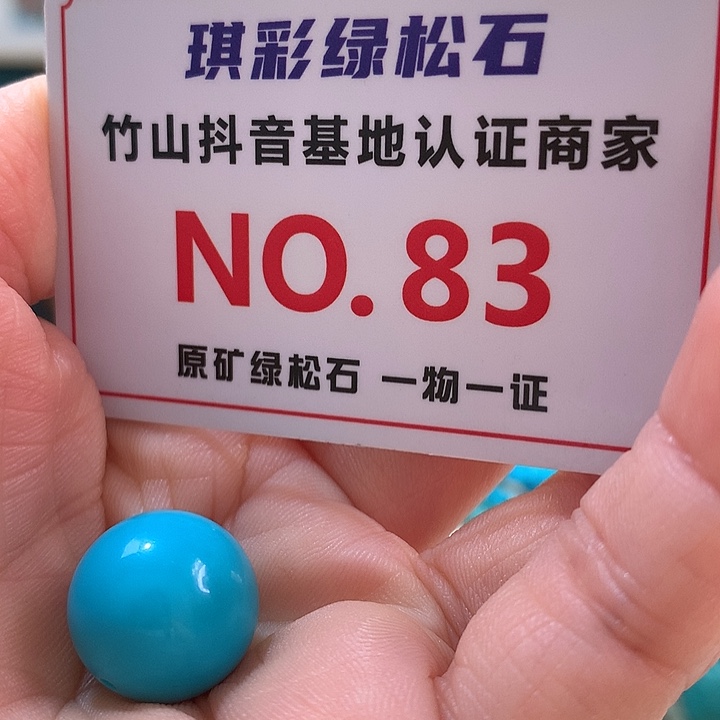 琪彩绿松石
竹山抖音基地认证商家
NO.83
原矿绿松石 一物一证